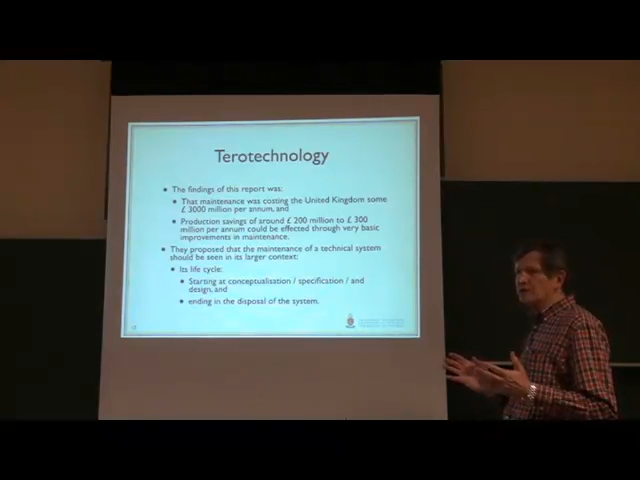 Terotechnology
• The findings of this report was:
• That maintenance was costing the United Kingdom some
£ 3000 million per annum, and
• Production savings of around £ 200 million to £ 300
million per annum could be effected through very basic
improvements in maintenance.
• They proposed that the maintenance of a technical system
should be seen in its larger context:
• Its life cycle:
• Starting at conceptualisation / specification / and
design, and
• ending in the disposal of the system.